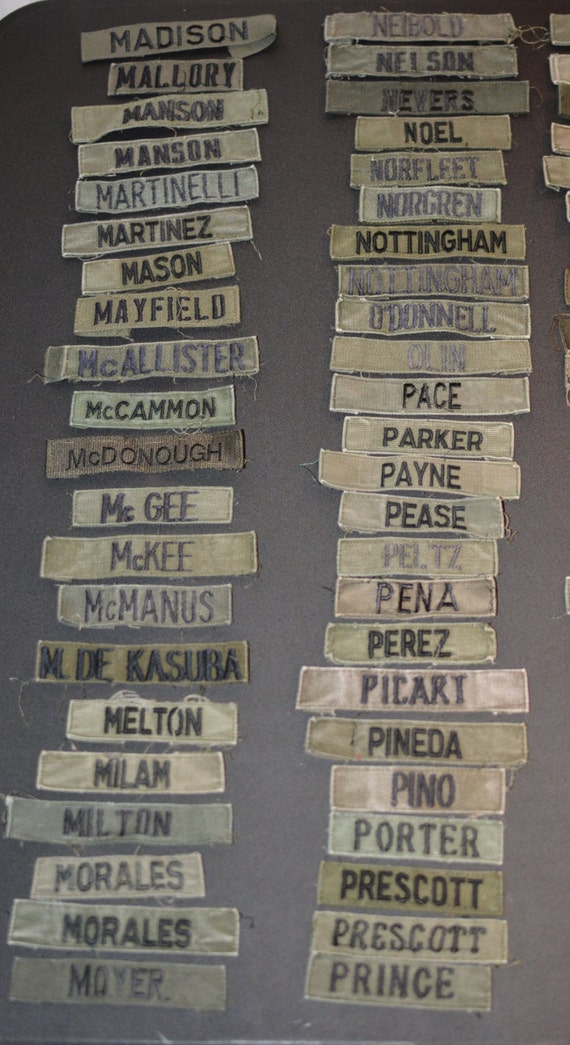 MADISON
MALLORY
MANSON
MANSON
MARTINELLI
MARTINEZ
MASON
MAYFIELD
McALLISTER
McCAMMON
McDONOUGH
Mc GEE
McKEE
McMANUS
M. DE KASUBA
MELTON
MILAM
MILTON
MORALES
MORALES
MOYER
NEIBOLD
NELSON
NEVERS
NOEL
NORFLEET
NORGREN
NOTTINGHAM
NOTTINGHAM
O'DONNELL
OLIN
PACE
PARKER
PAYNE
PEASE
PELTZ
PENA
PEREZ
PICART
PINEDA
PINO
PORTER
PRESCOTT
PRESCOTT
PRINCE